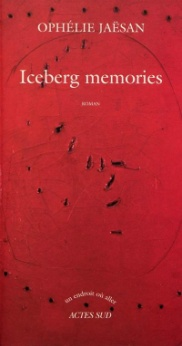 OPHÉLIE JAËSAN
Iceberg memories
roman
un endroit où aller
ACTES SUD